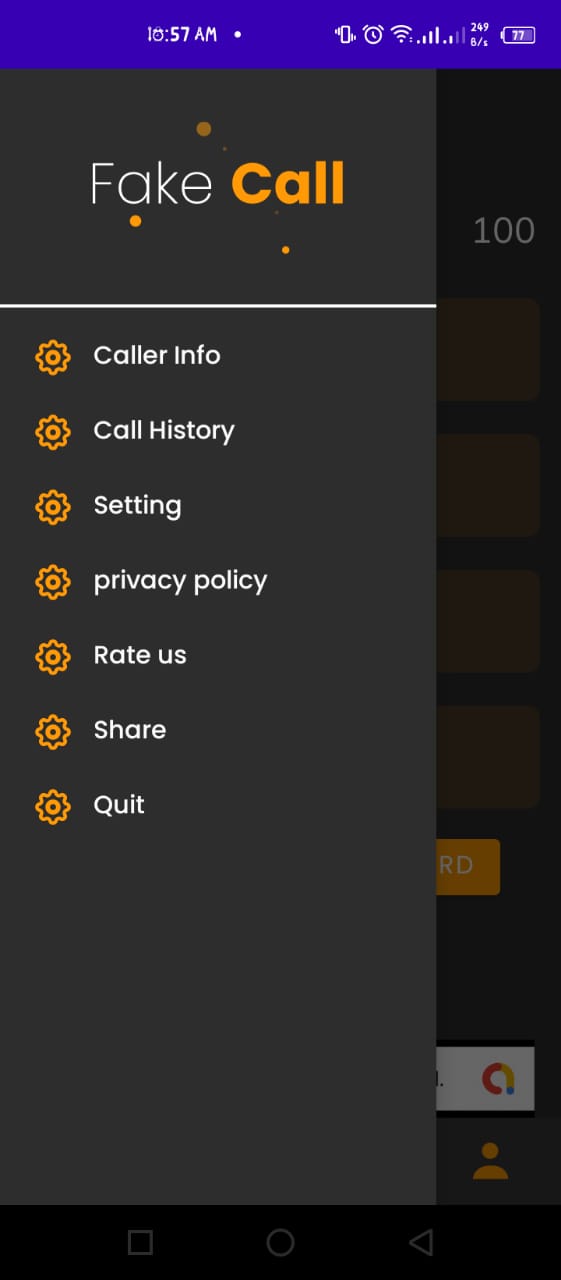 10:57 AM
249
B/s
77
Fake Call
100
Caller Info
Call History
Setting
privacy policy
Rate us
Share
Quit
RD